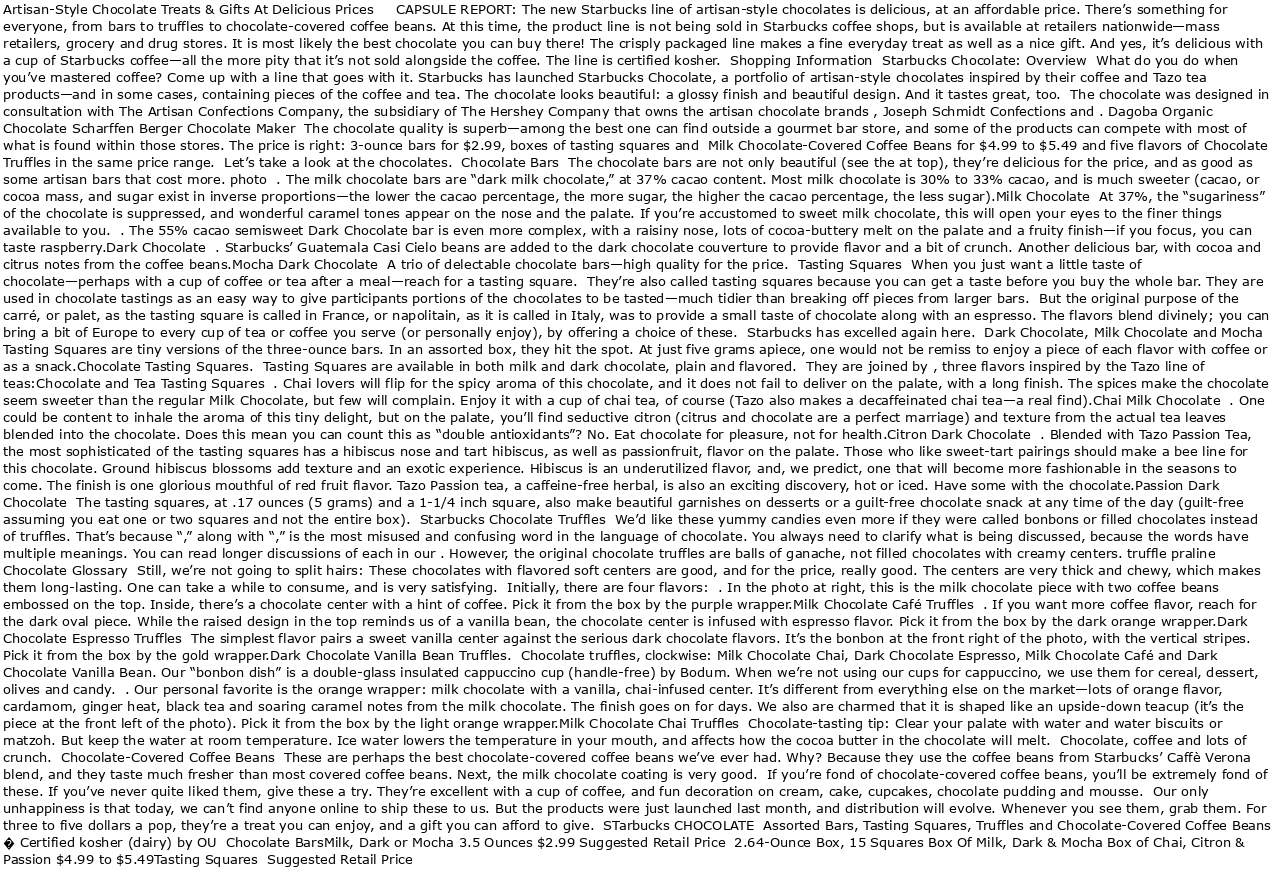 Artisan-Style Chocolate Treats & Gifts At Delicious Prices     CAPSULE REPORT: The new Starbucks line of artisan-style chocolates is delicious, at an affordable price. There’s something for
everyone, from bars to truffles to chocolate-covered coffee beans. At this time, the product line is not being sold in Starbucks coffee shops, but is available at retailers nationwide—mass
retailers, grocery and drug stores. It is most likely the best chocolate you can buy there! The crisply packaged line makes a fine everyday treat as well as a nice gift. And yes, it’s delicious with
a cup of Starbucks coffee—all the more pity that it’s not sold alongside the coffee. The line is certified kosher.  Shopping Information  Starbucks Chocolate: Overview  What do you do when
you’ve mastered coffee? Come up with a line that goes with it. Starbucks has launched Starbucks Chocolate, a portfolio of artisan-style chocolates inspired by their coffee and Tazo tea
products—and in some cases, containing pieces of the coffee and tea. The chocolate looks beautiful: a glossy finish and beautiful design. And it tastes great, too.  The chocolate was designed in
consultation with The Artisan Confections Company, the subsidiary of The Hershey Company that owns the artisan chocolate brands , Joseph Schmidt Confections and . Dagoba Organic
Chocolate Scharffen Berger Chocolate Maker  The chocolate quality is superb—among the best one can find outside a gourmet bar store, and some of the products can compete with most of
what is found within those stores. The price is right: 3-ounce bars for $2.99, boxes of tasting squares and  Milk Chocolate-Covered Coffee Beans for $4.99 to $5.49 and five flavors of Chocolate
Truffles in the same price range.  Let’s take a look at the chocolates.  Chocolate Bars  The chocolate bars are not only beautiful (see the at top), they’re delicious for the price, and as good as
some artisan bars that cost more. photo  . The milk chocolate bars are “dark milk chocolate,” at 37% cacao content. Most milk chocolate is 30% to 33% cacao, and is much sweeter (cacao, or
cocoa mass, and sugar exist in inverse proportions—the lower the cacao percentage, the more sugar, the higher the cacao percentage, the less sugar).Milk Chocolate  At 37%, the “sugariness”
of the chocolate is suppressed, and wonderful caramel tones appear on the nose and the palate. If you’re accustomed to sweet milk chocolate, this will open your eyes to the finer things
available to you.  . The 55% cacao semisweet Dark Chocolate bar is even more complex, with a raisiny nose, lots of cocoa-buttery melt on the palate and a fruity finish—if you focus, you can
taste raspberry.Dark Chocolate  . Starbucks’ Guatemala Casi Cielo beans are added to the dark chocolate couverture to provide flavor and a bit of crunch. Another delicious bar, with cocoa and
citrus notes from the coffee beans.Mocha Dark Chocolate  A trio of delectable chocolate bars—high quality for the price.  Tasting Squares  When you just want a little taste of
chocolate—perhaps with a cup of coffee or tea after a meal—reach for a tasting square.  They’re also called tasting squares because you can get a taste before you buy the whole bar. They are
used in chocolate tastings as an easy way to give participants portions of the chocolates to be tasted—much tidier than breaking off pieces from larger bars.  But the original purpose of the
carré, or palet, as the tasting square is called in France, or napolitain, as it is called in Italy, was to provide a small taste of chocolate along with an espresso. The flavors blend divinely; you can
bring a bit of Europe to every cup of tea or coffee you serve (or personally enjoy), by offering a choice of these.  Starbucks has excelled again here.  Dark Chocolate, Milk Chocolate and Mocha
Tasting Squares are tiny versions of the three-ounce bars. In an assorted box, they hit the spot. At just five grams apiece, one would not be remiss to enjoy a piece of each flavor with coffee or
as a snack.Chocolate Tasting Squares.  Tasting Squares are available in both milk and dark chocolate, plain and flavored.  They are joined by , three flavors inspired by the Tazo line of
teas:Chocolate and Tea Tasting Squares  . Chai lovers will flip for the spicy aroma of this chocolate, and it does not fail to deliver on the palate, with a long finish. The spices make the chocolate
seem sweeter than the regular Milk Chocolate, but few will complain. Enjoy it with a cup of chai tea, of course (Tazo also makes a decaffeinated chai tea—a real find).Chai Milk Chocolate  . One
could be content to inhale the aroma of this tiny delight, but on the palate, you’ll find seductive citron (citrus and chocolate are a perfect marriage) and texture from the actual tea leaves
blended into the chocolate. Does this mean you can count this as “double antioxidants”? No. Eat chocolate for pleasure, not for health.Citron Dark Chocolate  . Blended with Tazo Passion Tea,
the most sophisticated of the tasting squares has a hibiscus nose and tart hibiscus, as well as passionfruit, flavor on the palate. Those who like sweet-tart pairings should make a bee line for
this chocolate. Ground hibiscus blossoms add texture and an exotic experience. Hibiscus is an underutilized flavor, and, we predict, one that will become more fashionable in the seasons to
come. The finish is one glorious mouthful of red fruit flavor. Tazo Passion tea, a caffeine-free herbal, is also an exciting discovery, hot or iced. Have some with the chocolate.Passion Dark
Chocolate  The tasting squares, at .17 ounces (5 grams) and a 1-1/4 inch square, also make beautiful garnishes on desserts or a guilt-free chocolate snack at any time of the day (guilt-free
assuming you eat one or two squares and not the entire box).  Starbucks Chocolate Truffles  We’d like these yummy candies even more if they were called bonbons or filled chocolates instead
of truffles. That’s because “,” along with “,” is the most misused and confusing word in the language of chocolate. You always need to clarify what is being discussed, because the words have
multiple meanings. You can read longer discussions of each in our . However, the original chocolate truffles are balls of ganache, not filled chocolates with creamy centers. truffle praline
Chocolate Glossary  Still, we’re not going to split hairs: These chocolates with flavored soft centers are good, and for the price, really good. The centers are very thick and chewy, which makes
them long-lasting. One can take a while to consume, and is very satisfying.  Initially, there are four flavors:  . In the photo at right, this is the milk chocolate piece with two coffee beans
embossed on the top. Inside, there’s a chocolate center with a hint of coffee. Pick it from the box by the purple wrapper.Milk Chocolate Café Truffles  . If you want more coffee flavor, reach for
the dark oval piece. While the raised design in the top reminds us of a vanilla bean, the chocolate center is infused with espresso flavor. Pick it from the box by the dark orange wrapper.Dark
Chocolate Espresso Truffles  The simplest flavor pairs a sweet vanilla center against the serious dark chocolate flavors. It’s the bonbon at the front right of the photo, with the vertical stripes.
Pick it from the box by the gold wrapper.Dark Chocolate Vanilla Bean Truffles.  Chocolate truffles, clockwise: Milk Chocolate Chai, Dark Chocolate Espresso, Milk Chocolate Café and Dark
Chocolate Vanilla Bean. Our “bonbon dish” is a double-glass insulated cappuccino cup (handle-free) by Bodum. When we’re not using our cups for cappuccino, we use them for cereal, dessert,
olives and candy.  . Our personal favorite is the orange wrapper: milk chocolate with a vanilla, chai-infused center. It’s different from everything else on the market—lots of orange flavor,
cardamom, ginger heat, black tea and soaring caramel notes from the milk chocolate. The finish goes on for days. We also are charmed that it is shaped like an upside-down teacup (it’s the
piece at the front left of the photo). Pick it from the box by the light orange wrapper.Milk Chocolate Chai Truffles  Chocolate-tasting tip: Clear your palate with water and water biscuits or
matzoh. But keep the water at room temperature. Ice water lowers the temperature in your mouth, and affects how the cocoa butter in the chocolate will melt.  Chocolate, coffee and lots of
crunch.  Chocolate-Covered Coffee Beans  These are perhaps the best chocolate-covered coffee beans we’ve ever had. Why? Because they use the coffee beans from Starbucks’ Caffè Verona
blend, and they taste much fresher than most covered coffee beans. Next, the milk chocolate coating is very good.  If you’re fond of chocolate-covered coffee beans, you’ll be extremely fond of
these. If you’ve never quite liked them, give these a try. They’re excellent with a cup of coffee, and fun decoration on cream, cake, cupcakes, chocolate pudding and mousse.  Our only
unhappiness is that today, we can’t find anyone online to ship these to us. But the products were just launched last month, and distribution will evolve. Whenever you see them, grab them. For
three to five dollars a pop, they’re a treat you can enjoy, and a gift you can afford to give.  STarbucks CHOCOLATE  Assorted Bars, Tasting Squares, Truffles and Chocolate-Covered Coffee Beans
� Certified kosher (dairy) by OU  Chocolate BarsMilk, Dark or Mocha 3.5 Ounces $2.99 Suggested Retail Price  2.64-Ounce Box, 15 Squares Box Of Milk, Dark & Mocha Box of Chai, Citron &
Passion $4.99 to $5.49Tasting Squares  Suggested Retail Price